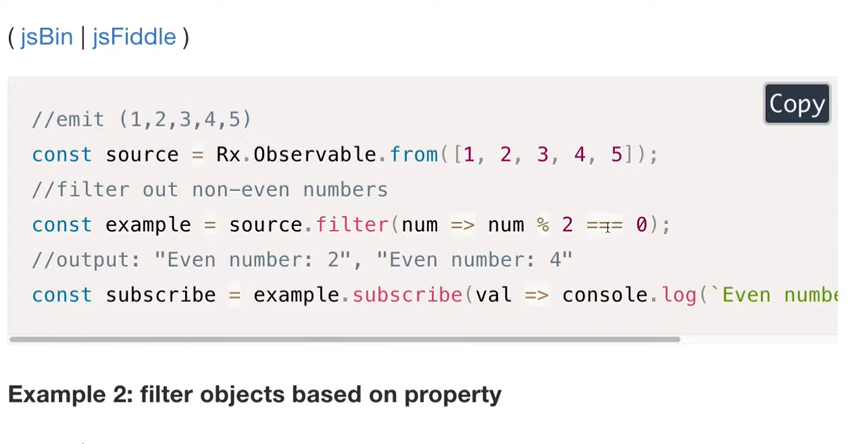 ( jsBin | jsFiddle )
Copy
//emit (1,2,3,4,5)
const source = Rx.Observable.from([1, 2, 3, 4, 5]);
//filter out non-even numbers
const example = source.filter(num => num % 2 === 0);
//output: "Even number: 2", "Even number: 4"
const subscribe = example.subscribe(val => console.log(`Even numbe
Example 2: filter objects based on property